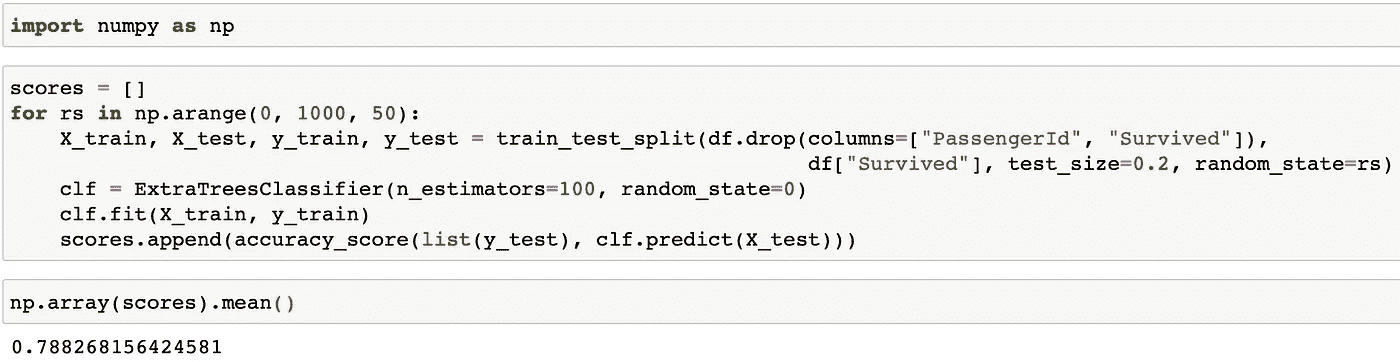 import numpy as np
scores = []
for rs in np.arange(0, 1000, 50):
    X_train, X_test, y_train, y_test = train_test_split(df.drop(columns=["PassengerId", "Survived"]),
                                                        df["Survived"], test_size=0.2, random_state=rs)
    clf = ExtraTreesClassifier(n_estimators=100, random_state=0)
    clf.fit(X_train, y_train)
    scores.append(accuracy_score(list(y_test), clf.predict(X_test)))
np.array(scores).mean()
0.788268156424581